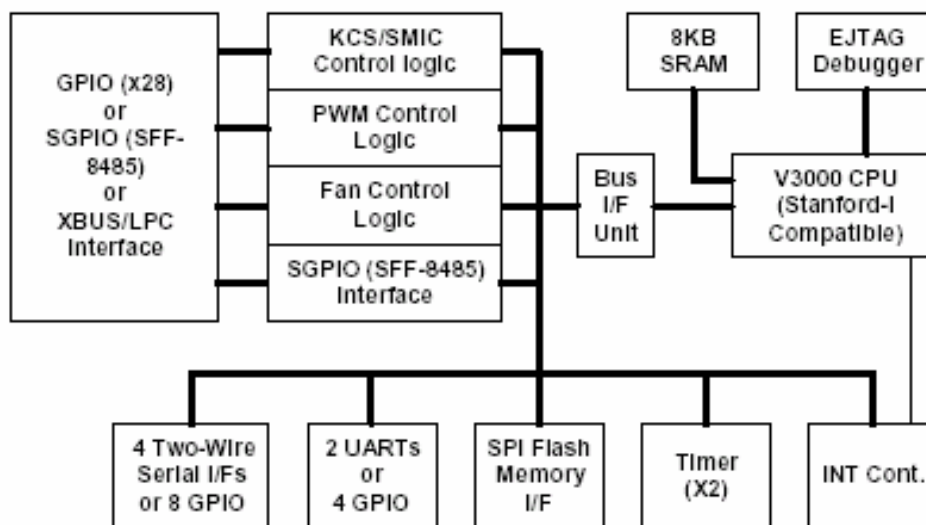 GPIO (x28)
or
SGPIO (SFF-
8485)
or
XBUS/LPC
Interface
KCS/SMIC
Control logic
PWM Control
Logic
Fan Control
Logic
SGPIO (SFF-8485)
Interface
8KB
SRAM
EJTAG
Debugger
Bus
I/F
Unit
V3000 CPU
(Stanford-I
Compatible)
4 Two-Wire
Serial I/Fs
or 8 GPIO
2 UARTs
or
4 GPIO
SPI Flash
Memory
I/F
Timer
(X2)
INT Cont.